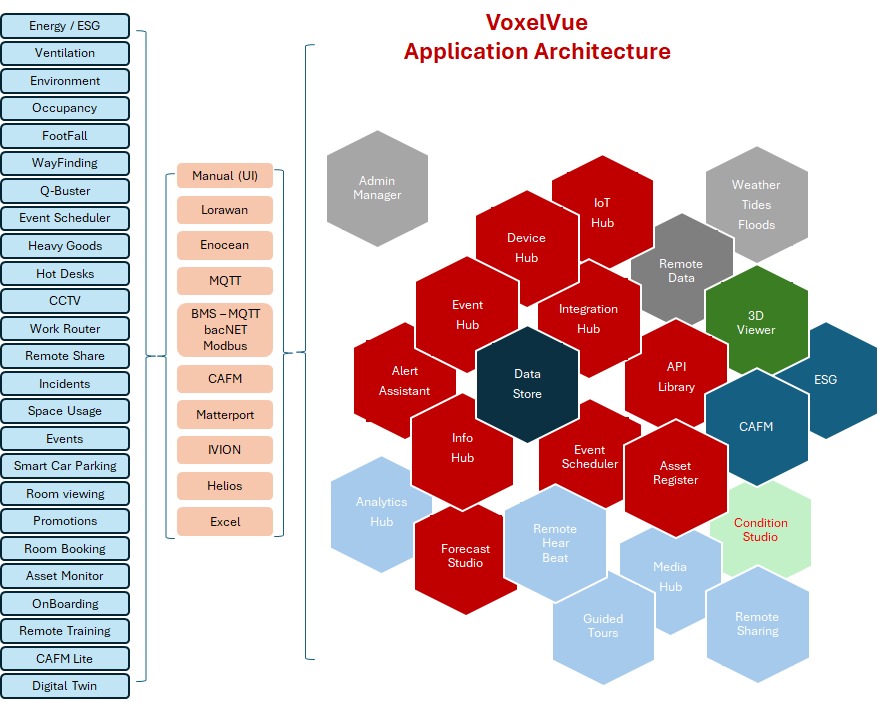 VoxelVue
Application Architecture
Energy / ESG
Ventilation
Environment
Occupancy
FootFall
WayFinding
Q-Buster
Event Scheduler
Heavy Goods
Hot Desks
CCTV
Work Router
Remote Share
Incidents
Space Usage
Events
Smart Car Parking
Room viewing
Promotions
Room Booking
Asset Monitor
OnBoarding
Remote Training
CAFM Lite
Digital Twin
Manual (UI)
Lorawan
Enocean
MQTT
BMS – MQTT
bacNET
Modbus
CAFM
Matterport
IVION
Helios
Excel
Admin
Manager
IoT
Hub
Weather
Tides
Floods
Device
Hub
Remote
Data
Event
Hub
Integration
Hub
3D
Viewer
Alert
Assistant
Data
Store
API
Library
ESG
CAFM
Info
Hub
Event
Scheduler
Asset
Register
Analytics
Hub
Condition
Studio
Forecast
Studio
Remote
Hear
Beat
Media
Hub
Guided
Tours
Remote
Sharing